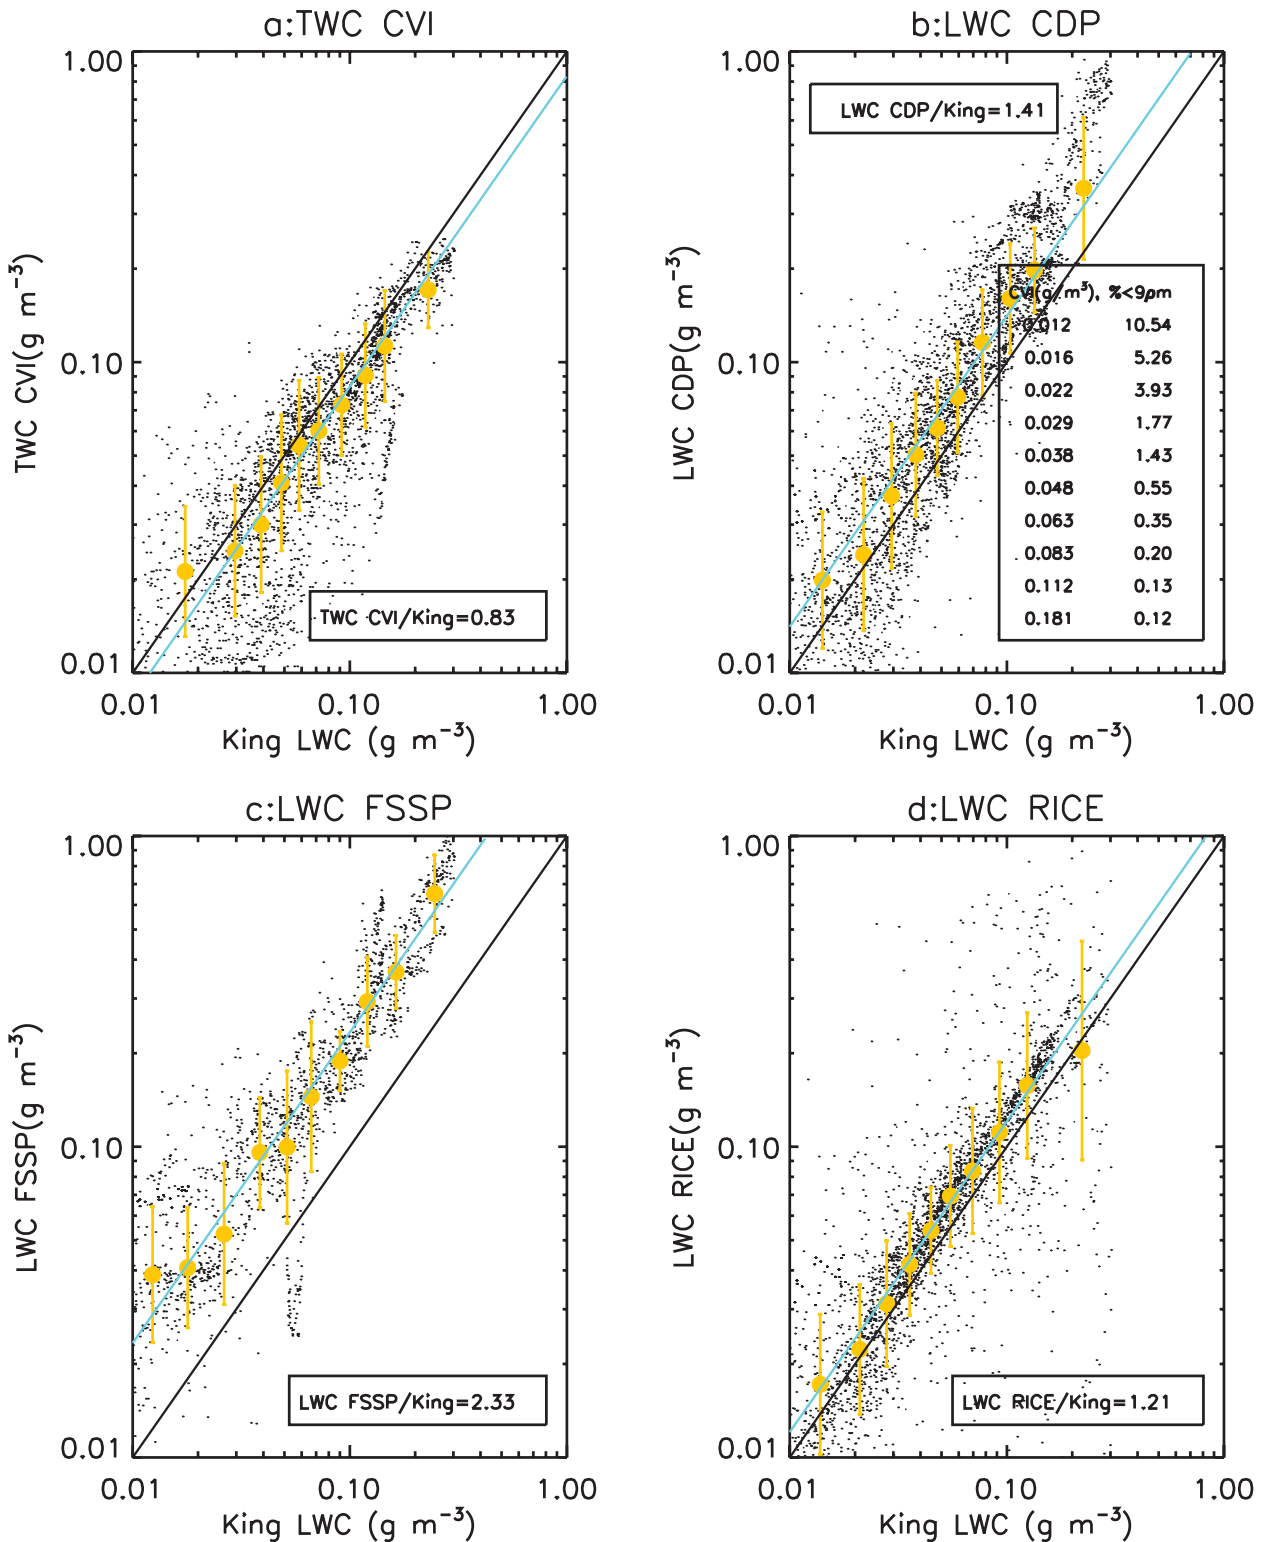 a:TWC CVI
1.00
0.10
0.01
TWC CVI(g m⁻³)
TWC CVI/King=0.83
0.01 0.10 1.00
King LWC (g m⁻³)
b:LWC CDP
1.00
0.10
0.01
LWC CDP(g m⁻³)
LWC CDP/King=1.41
CVI(g/m³), %<9μm
0.012 10.54
0.016 5.26
0.022 3.93
0.029 1.77
0.038 1.43
0.048 0.55
0.063 0.35
0.083 0.20
0.112 0.13
0.181 0.12
0.01 0.10 1.00
King LWC (g m⁻³)
c:LWC FSSP
1.00
0.10
0.01
LWC FSSP(g m⁻³)
LWC FSSP/King=2.33
0.01 0.10 1.00
King LWC (g m⁻³)
d:LWC RICE
1.00
0.10
0.01
LWC RICE(g m⁻³)
LWC RICE/King=1.21
0.01 0.10 1.00
King LWC (g m⁻³)